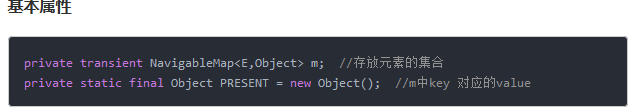 基本属性
private transient NavigableMap<E,Object> m;  //存放元素的集合
private static final Object PRESENT = new Object();  //m中key 对应的value